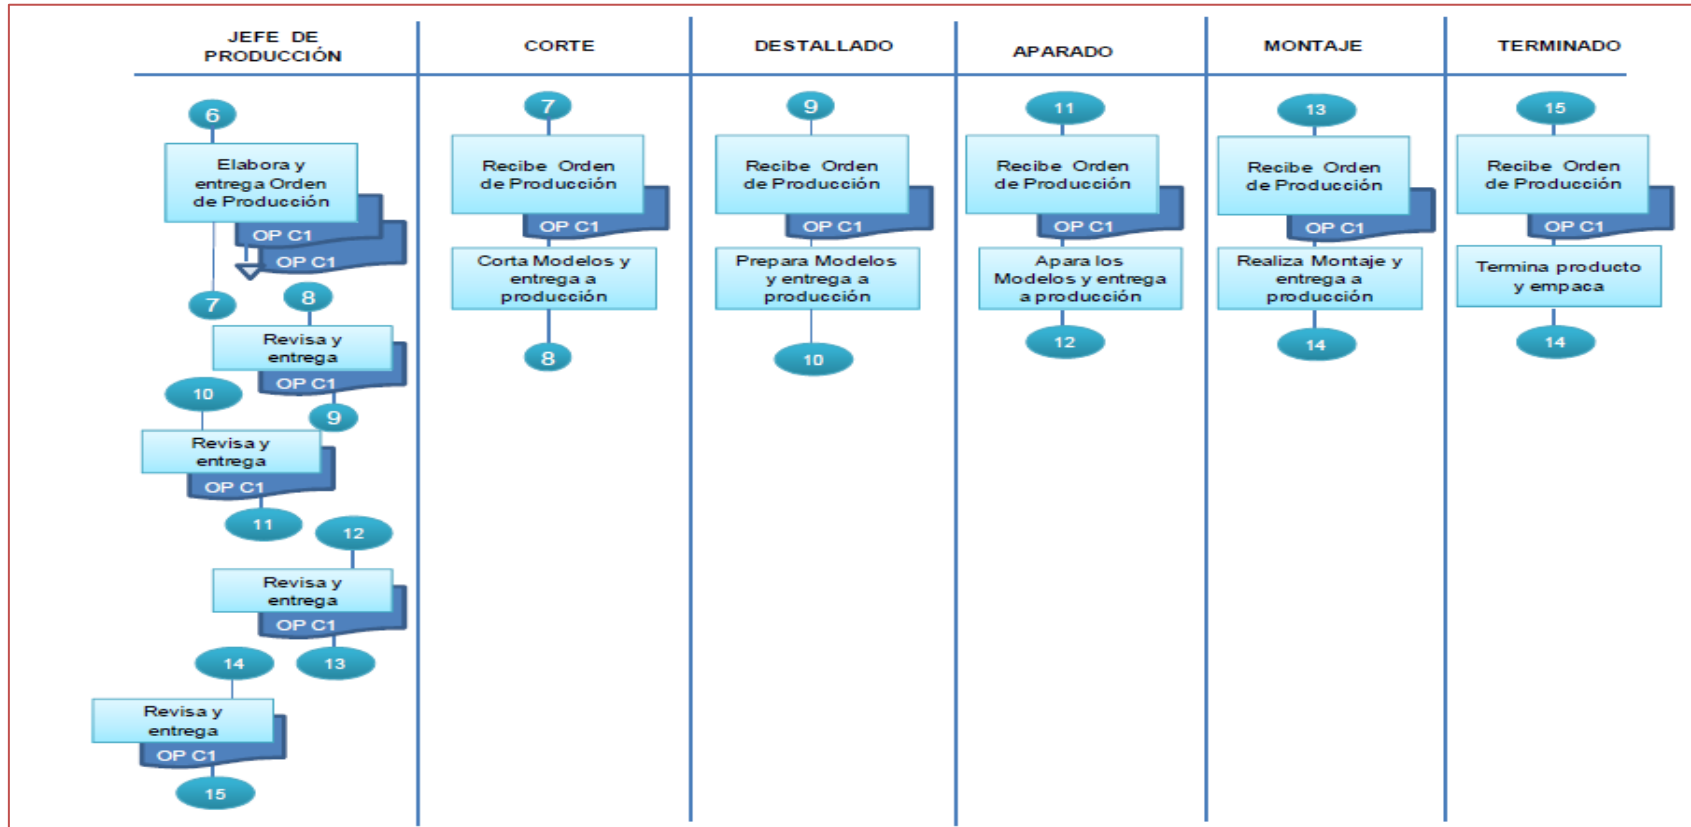 JEFE DE
PRODUCCIÓN
CORTE
DESTALLADO
APARADO
MONTAJE
TERMINADO
6
Elabora y
entrega Orden
de Producción
OP C1
OP C1
7
8
Revisa y
entrega
OP C1
9
10
Revisa y
entrega
OP C1
11
12
Revisa y
entrega
OP C1
13
14
Revisa y
entrega
OP C1
15
7
Recibe Orden
de Producción
OP C1
Corta Modelos y
entrega a
producción
8
9
Recibe Orden
de Producción
OP C1
Prepara Modelos
y entrega a
producción
10
11
Recibe Orden
de Producción
OP C1
Apara los
Modelos y entrega
a producción
12
13
Recibe Orden
de Producción
OP C1
Realiza Montaje y
entrega a
producción
14
15
Recibe Orden
de Producción
OP C1
Termina producto
y empaca
14